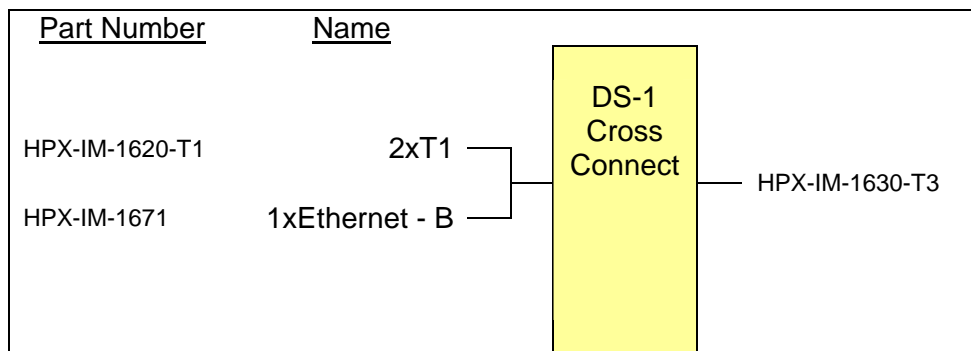 Part Number Name
HPX-IM-1620-T1 2xT1
HPX-IM-1671 1xEthernet - B
DS-1
Cross
Connect
HPX-IM-1630-T3